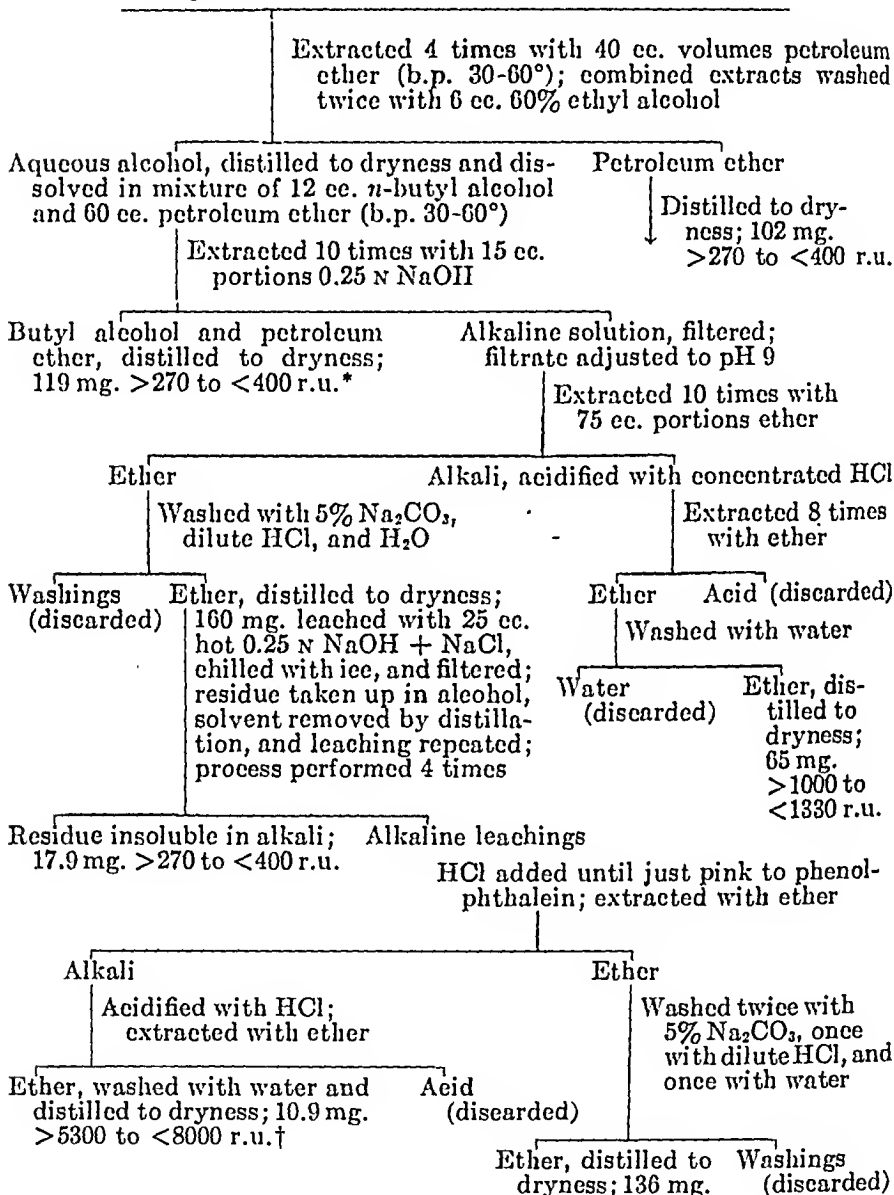 Extracted 4 times with 40 cc. volumes petroleum
ether (b.p. 30-60°); combined extracts washed
twice with 6 cc. 60% ethyl alcohol
Aqueous alcohol, distilled to dryness and dis-
solved in mixture of 12 cc. n-butyl alcohol
and 60 cc. petroleum ether (b.p. 30-60°)
Petroleum ether
Distilled to dry-
ness; 102 mg.
>270 to <400 r.u.
Extracted 10 times with 15 cc.
portions 0.25 N NaOH
Butyl alcohol and petroleum
ether, distilled to dryness;
119 mg. >270 to <400 r.u.*
Alkaline solution, filtered;
filtrate adjusted to pH 9
Extracted 10 times with
75 cc. portions ether
Ether
Alkali, acidified with concentrated HCl
Washed with 5% Na₂CO₃,
dilute HCl, and H₂O
Extracted 8 times
with ether
Washings
(discarded)
Ether, distilled to dryness;
160 mg. leached with 25 cc.
hot 0.25 N NaOH + NaCl,
chilled with ice, and filtered;
residue taken up in alcohol,
solvent removed by distilla-
tion, and leaching repeated;
process performed 4 times
Ether
Acid (discarded)
Washed with water
Water
(discarded)
Ether, dis-
tilled to
dryness;
65 mg.
>1000 to
<1330 r.u.
Residue insoluble in alkali;
17.9 mg. >270 to <400 r.u.
Alkaline leachings
HCl added until just pink to phenol-
phthalein; extracted with ether
Alkali
Ether
Acidified with HCl;
extracted with ether
Washed twice with
5% Na₂CO₃, once
with dilute HCl, and
once with water
Ether, washed with water and
distilled to dryness; 10.9 mg.
>5300 to <8000 r.u.†
Acid
(discarded)
Ether, distilled to
dryness; 136 mg.
Washings
(discarded)